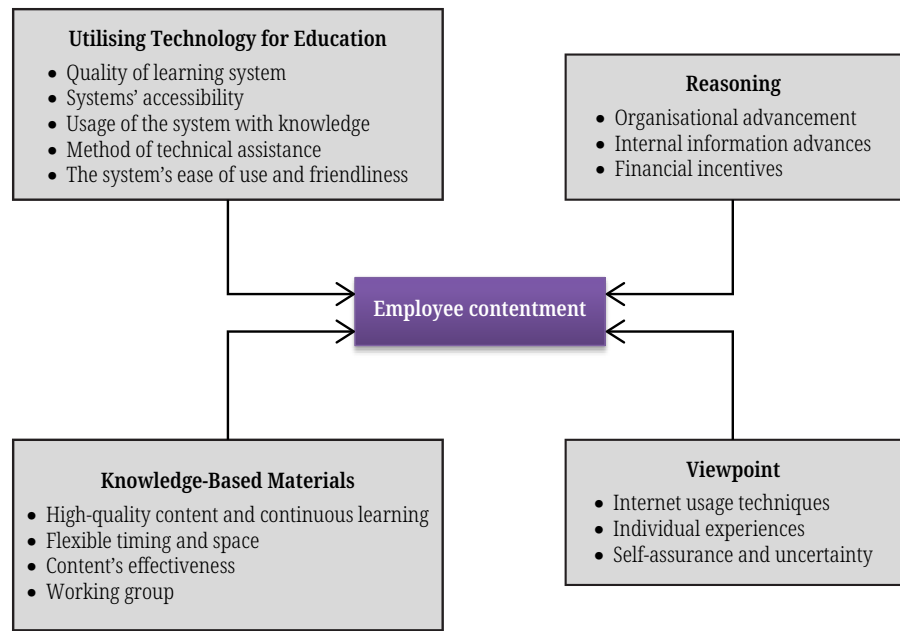 Utilising Technology for Education
• Quality of learning system
• Systems’ accessibility
• Usage of the system with knowledge
• Method of technical assistance
• The system’s ease of use and friendliness
Reasoning
• Organisational advancement
• Internal information advances
• Financial incentives
Employee contentment
Knowledge-Based Materials
• High-quality content and continuous learning
• Flexible timing and space
• Content’s effectiveness
• Working group
Viewpoint
• Internet usage techniques
• Individual experiences
• Self-assurance and uncertainty